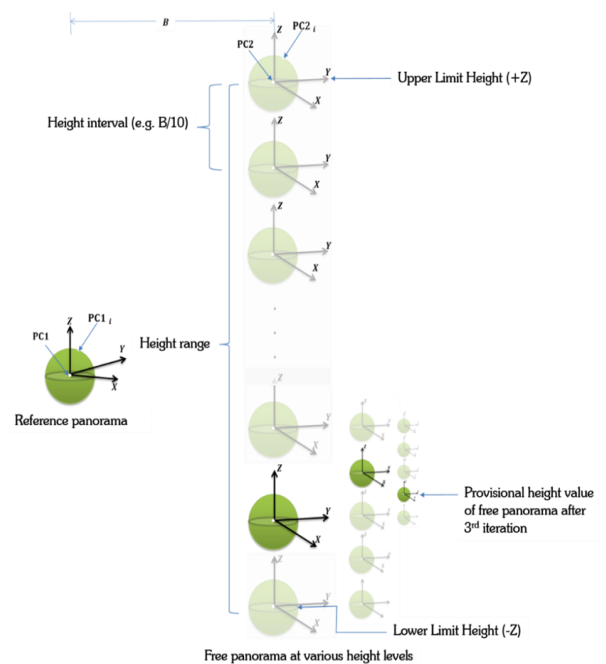 B
Z PC2 i
PC2
Y
X
Upper Limit Height (+Z)
Height interval (e.g. B/10)
Z
Y
X
Z
Y
X
Z PC1 i
PC1
Y
X
Reference panorama
Height range
Z
Y
X
Z
Y
X
Provisional height value
of free panorama after
3rd iteration
Z
Y
X
Lower Limit Height (-Z)
Free panorama at various height levels